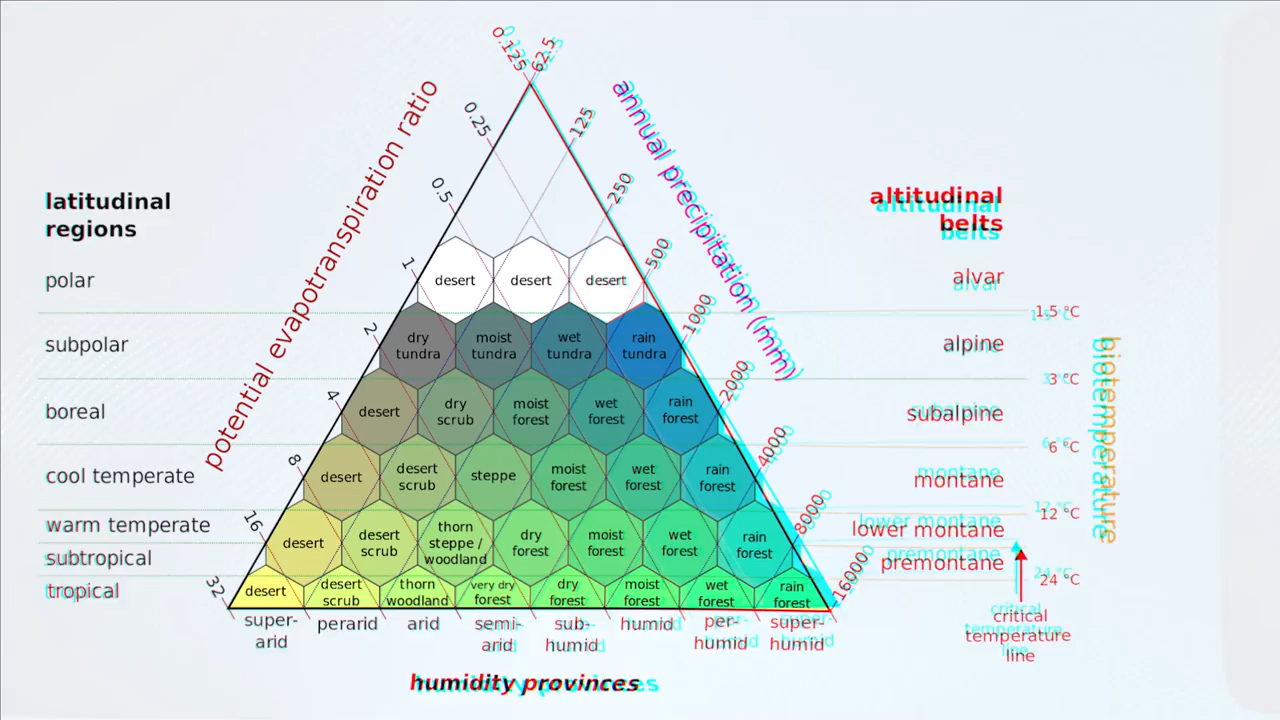 0.125
62.5
0.25
125
0.5
250
1
500
2
1000
4
2000
8
4000
16
8000
32
16000
potential evapotranspiration ratio
annual precipitation (mm)
latitudinal
regions
polar
subpolar
boreal
cool temperate
warm temperate
subtropical
tropical
desert
desert
desert
dry
tundra
moist
tundra
wet
tundra
rain
tundra
desert
dry
scrub
moist
forest
wet
forest
rain
forest
desert
desert
scrub
steppe
moist
forest
wet
forest
rain
forest
desert
desert
scrub
thorn
steppe /
woodland
dry
forest
moist
forest
wet
forest
rain
forest
desert
desert
scrub
thorn
woodland
very dry
forest
dry
forest
moist
forest
wet
forest
rain
forest
super-
arid
perarid
arid
semi-
arid
sub-
humid
humid
per-
humid
super-
humid
humidity provinces
altitudinal
belts
alvar
alpine
subalpine
montane
lower montane
premontane
1.5 °C
3 °C
6 °C
12 °C
24 °C
biotemperature
critical
temperature
line